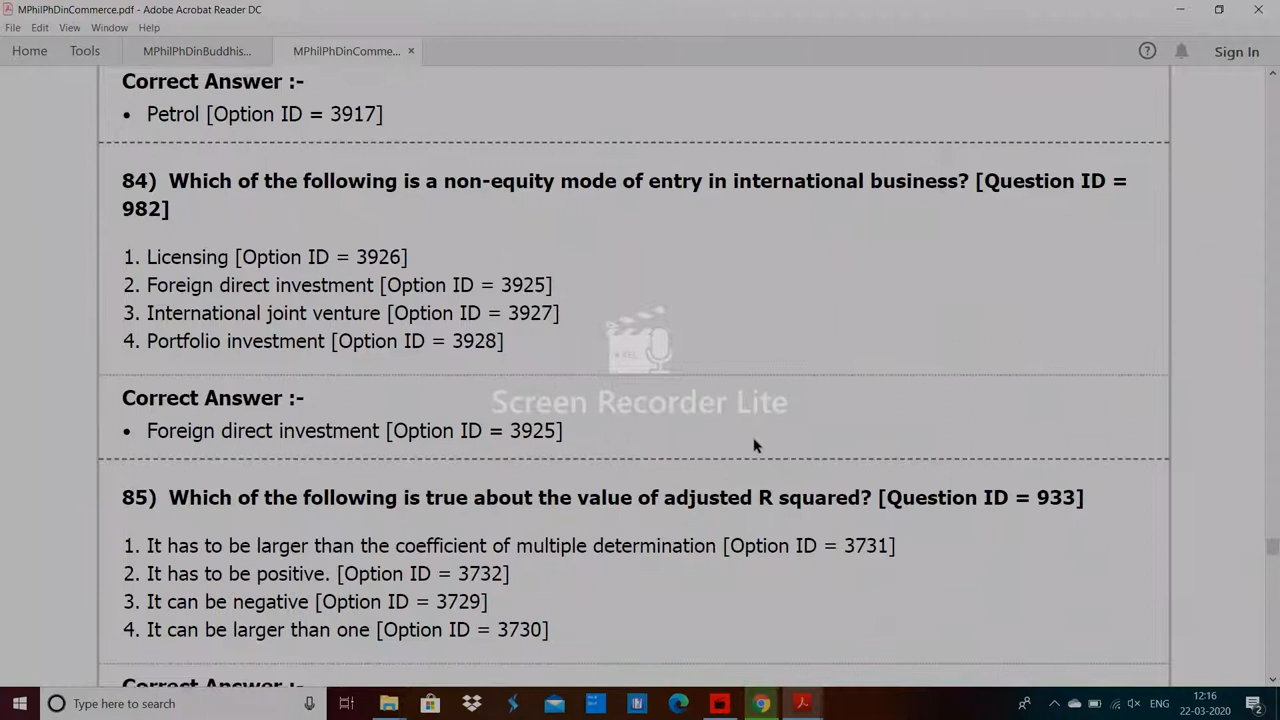 MPhilPhDinCommerce.pdf - Adobe Acrobat Reader DC
File Edit View Window Help
Home Tools MPhilPhDinBuddhis... MPhilPhDinComme... × Sign In
Correct Answer :-
• Petrol [Option ID = 3917]
84) Which of the following is a non-equity mode of entry in international business? [Question ID =
982]
1. Licensing [Option ID = 3926]
2. Foreign direct investment [Option ID = 3925]
3. International joint venture [Option ID = 3927]
4. Portfolio investment [Option ID = 3928]
Screen Recorder Lite
Correct Answer :-
• Foreign direct investment [Option ID = 3925]
85) Which of the following is true about the value of adjusted R squared? [Question ID = 933]
1. It has to be larger than the coefficient of multiple determination [Option ID = 3731]
2. It has to be positive. [Option ID = 3732]
3. It can be negative [Option ID = 3729]
4. It can be larger than one [Option ID = 3730]
Correct Answer :-
Type here to search
ENG
12:16
22-03-2020
2